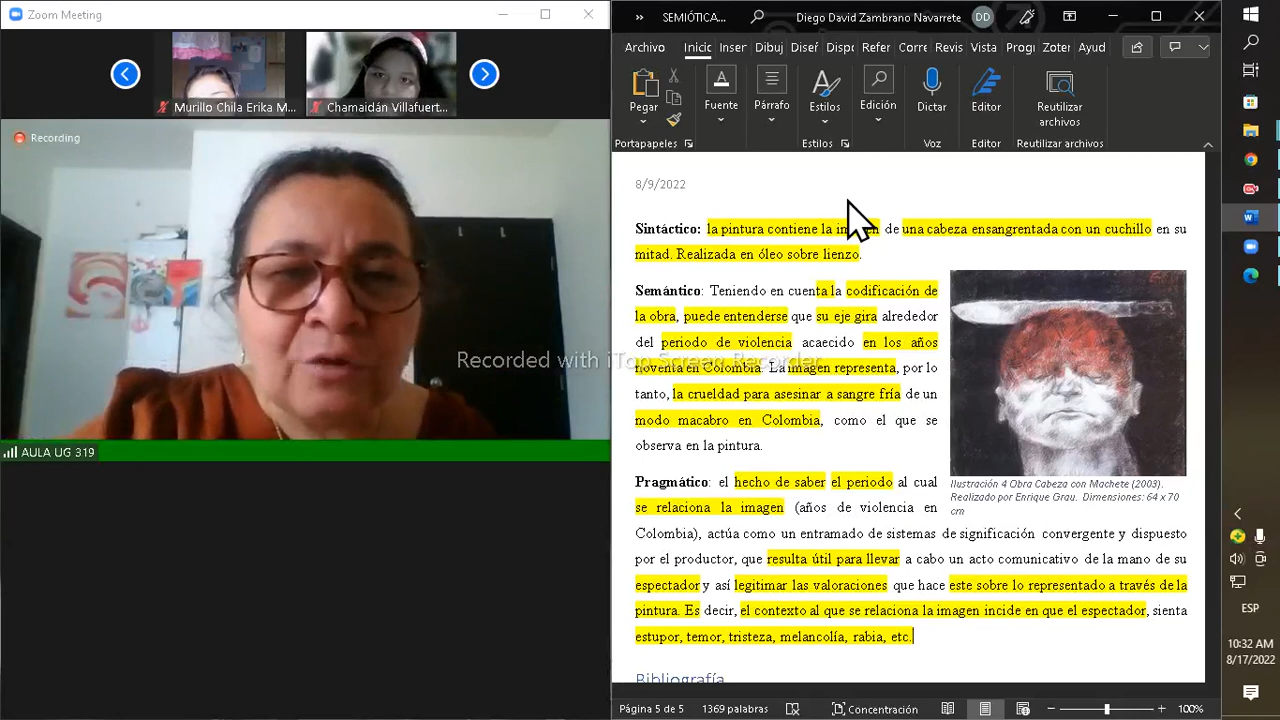 Zoom Meeting
Murillo Chila Erika M...
Chamaidán Villafuert...
Recording
AULA UG 319
Recorded with iTop Screen Recorder
SEMIÓTICA...
Diego David Zambrano Navarrete
DD
Archivo Inicic Inser Dibuj Diseñ Dispo Refer Corre Revis Vista Progr Zoter Ayud
Pegar
Fuente
Párrafo
Estilos
Edición
Dictar
Editor
Reutilizar
archivos
Portapapeles
Estilos
Voz
Editor
Reutilizar archivos
8/9/2022
Sintáctico: la pintura contiene la imagen de una cabeza ensangrentada con un cuchillo en su
mitad. Realizada en óleo sobre lienzo.
Semántico: Teniendo en cuenta la codificación de
la obra, puede entenderse que su eje gira alrededor
del periodo de violencia acaecido en los años
noventa en Colombia. La imagen representa, por lo
tanto, la crueldad para asesinar a sangre fría de un
modo macabro en Colombia, como el que se
observa en la pintura.
Ilustración 4 Obra Cabeza con Machete (2003).
Realizado por Enrique Grau. Dimensiones: 64 x 70
cm
Pragmático: el hecho de saber el periodo al cual
se relaciona la imagen (años de violencia en
Colombia), actúa como un entramado de sistemas de significación convergente y dispuesto
por el productor, que resulta útil para llevar a cabo un acto comunicativo de la mano de su
espectador y así legitimar las valoraciones que hace este sobre lo representado a través de la
pintura. Es decir, el contexto al que se relaciona la imagen incide en que el espectador, sienta
estupor, temor, tristeza, melancolía, rabia, etc.
Bibliografía
Página 5 de 5
1369 palabras
Concentración
100%
ESP
10:32 AM
8/17/2022